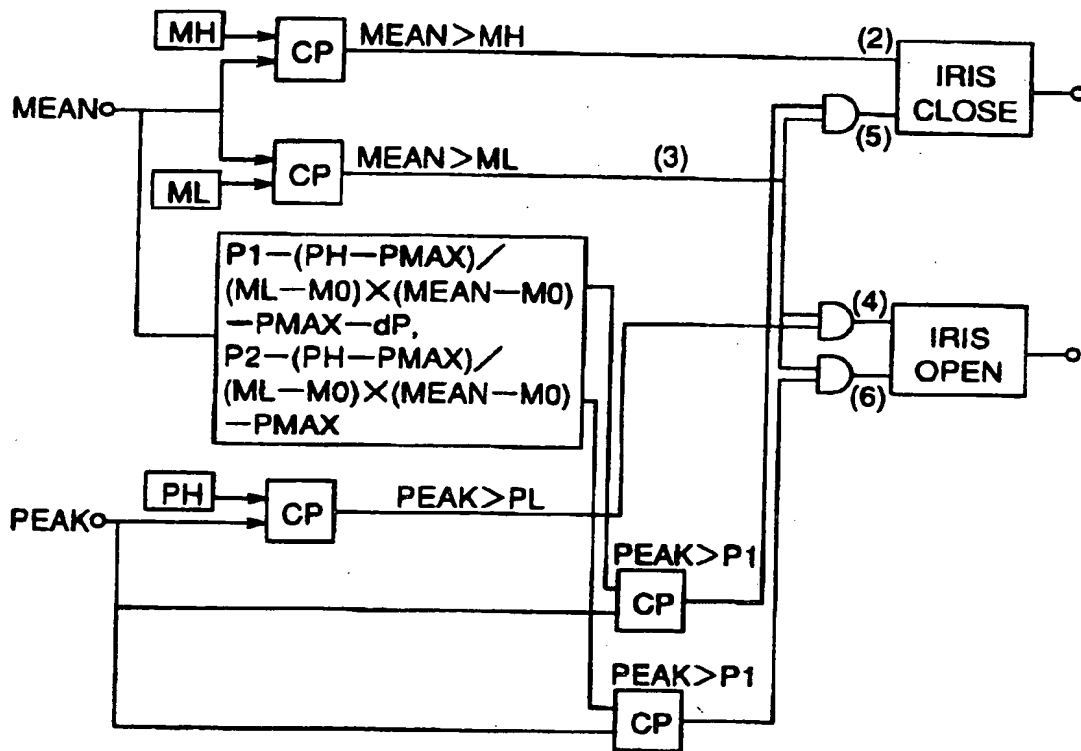 MH
CP
MEAN>MH
(2)
IRIS
CLOSE
MEAN
(5)
MEAN>ML
(3)
CP
ML
P1—(PH—PMAX)/
(ML—M0)×(MEAN—M0)
—PMAX—dP,
P2—(PH—PMAX)/
(ML—M0)×(MEAN—M0)
—PMAX
(4)
IRIS
OPEN
(6)
PH
CP
PEAK>PL
PEAK
PEAK>P1
CP
PEAK>P1
CP